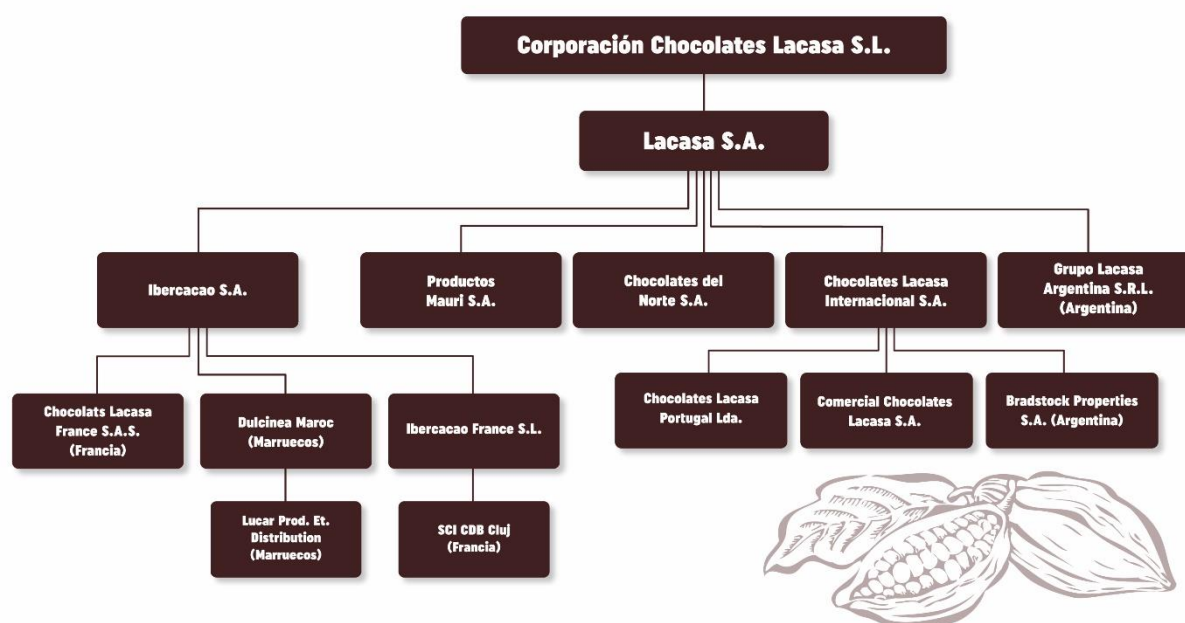 Corporación Chocolates Lacasa S.L.
Lacasa S.A.
Ibercacao S.A.
Productos
Mauri S.A.
Chocolates del
Norte S.A.
Chocolates Lacasa
Internacional S.A.
Grupo Lacasa
Argentina S.R.L.
(Argentina)
Chocolats Lacasa
France S.A.S.
(Francia)
Dulcinea Maroc
(Marruecos)
Ibercacao France S.L.
Chocolates Lacasa
Portugal Lda.
Comercial Chocolates
Lacasa S.A.
Bradstock Properties
S.A. (Argentina)
Lucar Prod. Et.
Distribution
(Marruecos)
SCI CDB Cluj
(Francia)